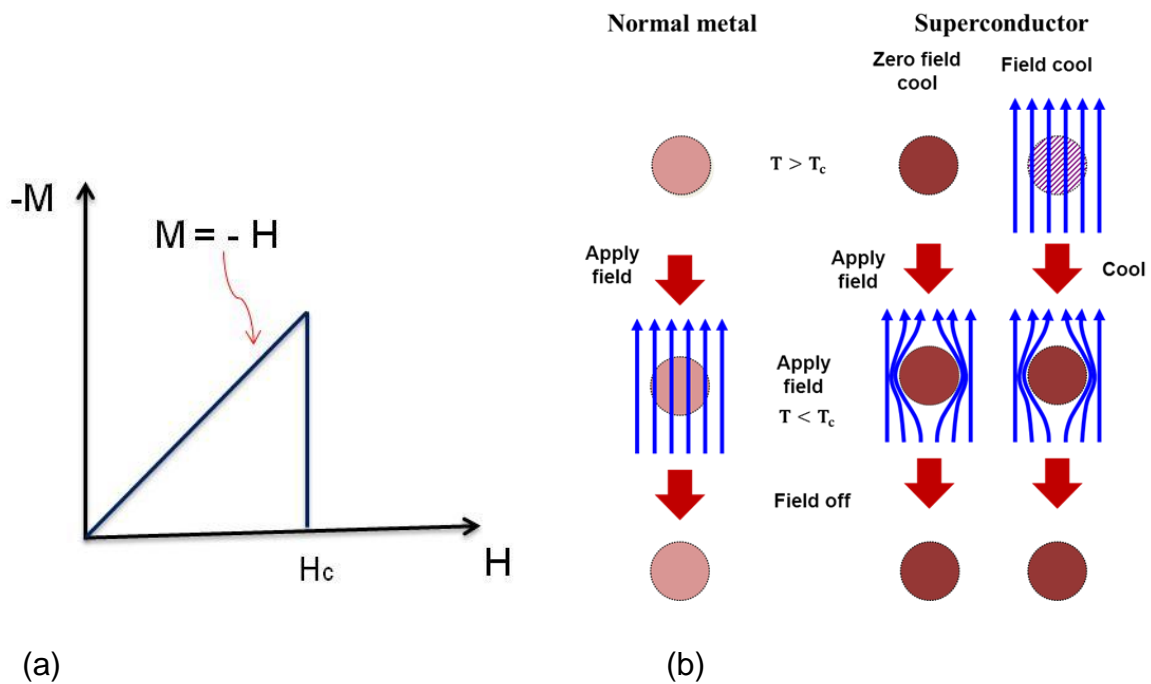 -M
M = - H
Hc
H
(a)
Normal metal
Superconductor
Zero field
cool
Field cool
T > Tc
Apply
field
Apply
field
Cool
Apply
field
T < Tc
Field off
(b)